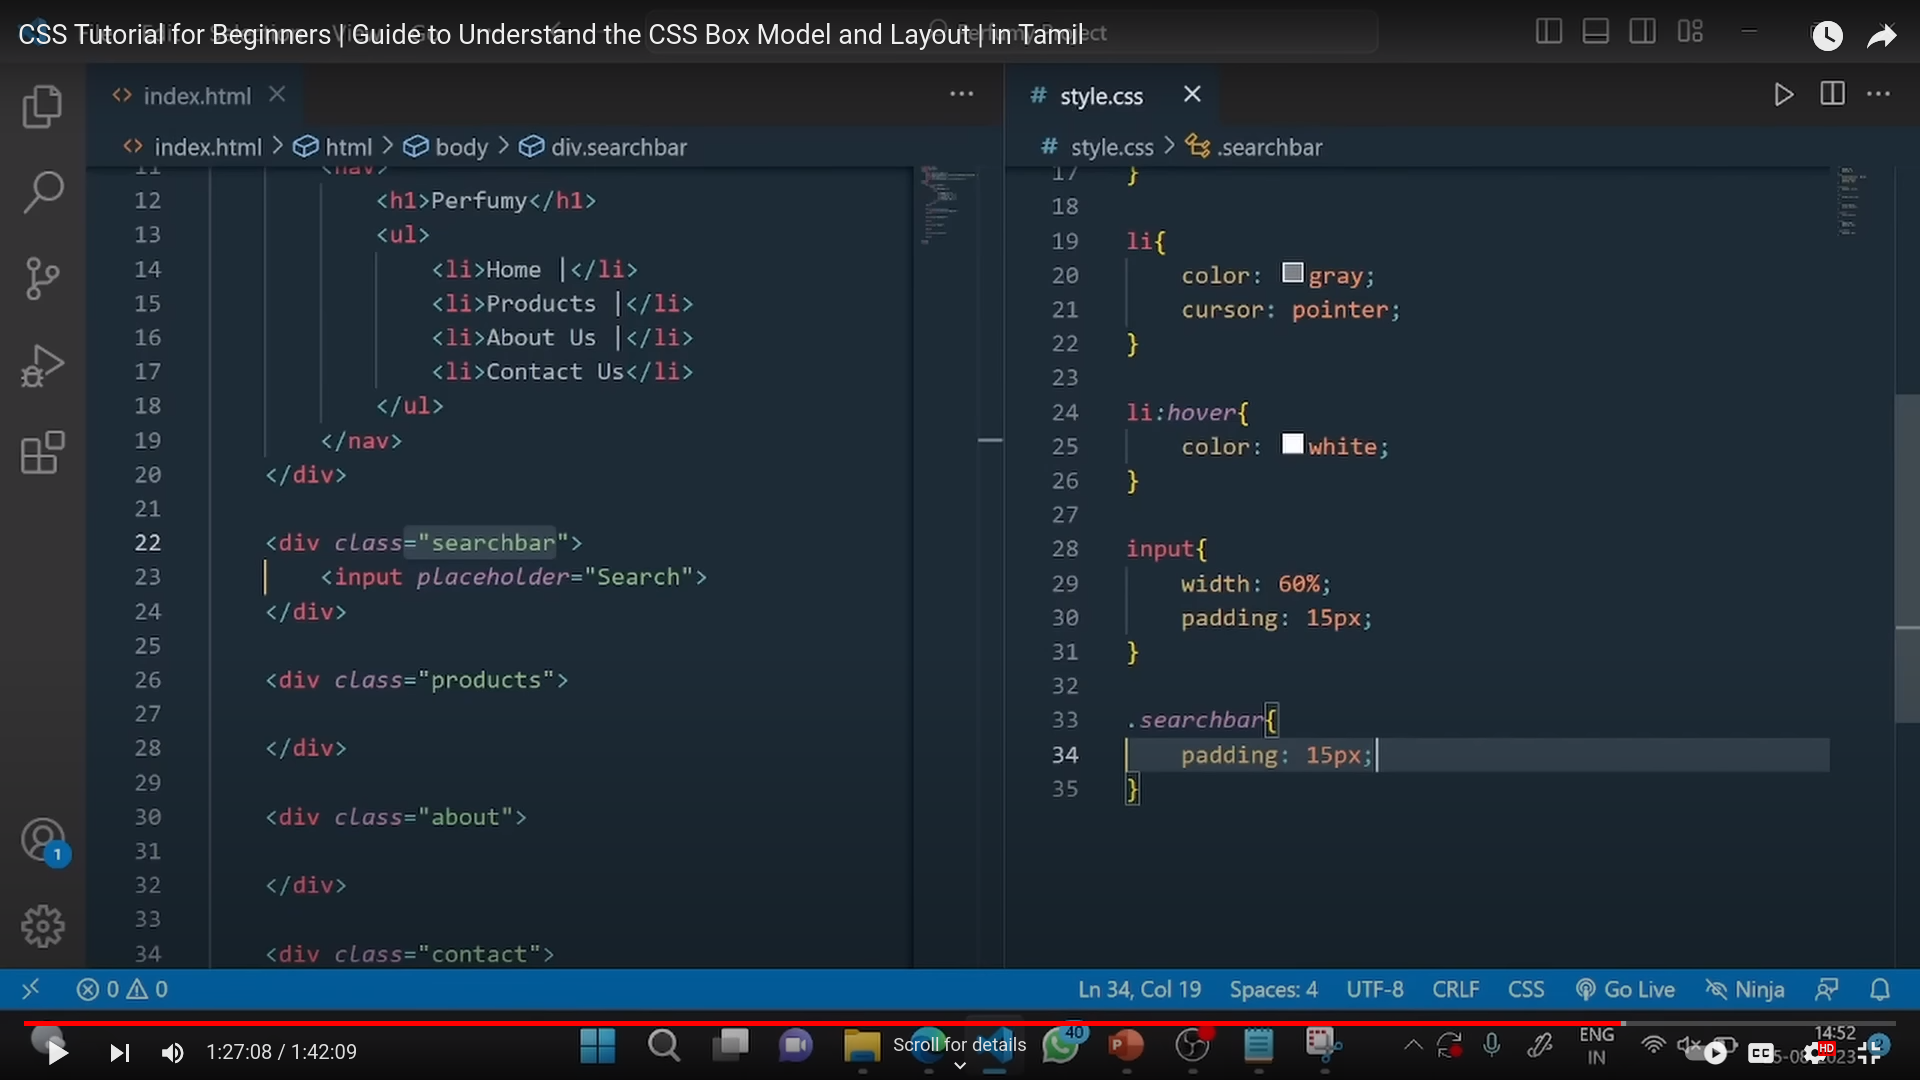 CSS Tutorial for Beginners | Guide to Understand the CSS Box Model and Layout | in Tamil
index.html
style.css
index.html > html > body > div.searchbar
style.css > .searchbar
11 <nav>
12 <h1>Perfumy</h1>
13 <ul>
14 <li>Home |</li>
15 <li>Products |</li>
16 <li>About Us |</li>
17 <li>Contact Us</li>
18 </ul>
19 </nav>
20 </div>
21
22 <div class="searchbar">
23 <input placeholder="Search">
24 </div>
25
26 <div class="products">
27
28 </div>
29
30 <div class="about">
31
32 </div>
33
34 <div class="contact">
17 }
18
19 li{
20 color: gray;
21 cursor: pointer;
22 }
23
24 li:hover{
25 color: white;
26 }
27
28 input{
29 width: 60%;
30 padding: 15px;
31 }
32
33 .searchbar{
34 padding: 15px;
35 }
1
0 0
Ln 34, Col 19 Spaces: 4 UTF-8 CRLF CSS Go Live Ninja
1:27:08 / 1:42:09
Scroll for details
40
ENG
IN
14:52
CC
HD